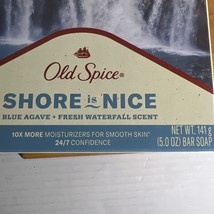 Old Spice®
SHORE is NICE
BLUE AGAVE + FRESH WATERFALL SCENT
10X MORE MOISTURIZERS FOR SMOOTH SKIN*
24/7 CONFIDENCE
NET WT. 141 g
(5.0 OZ) BAR SOAP